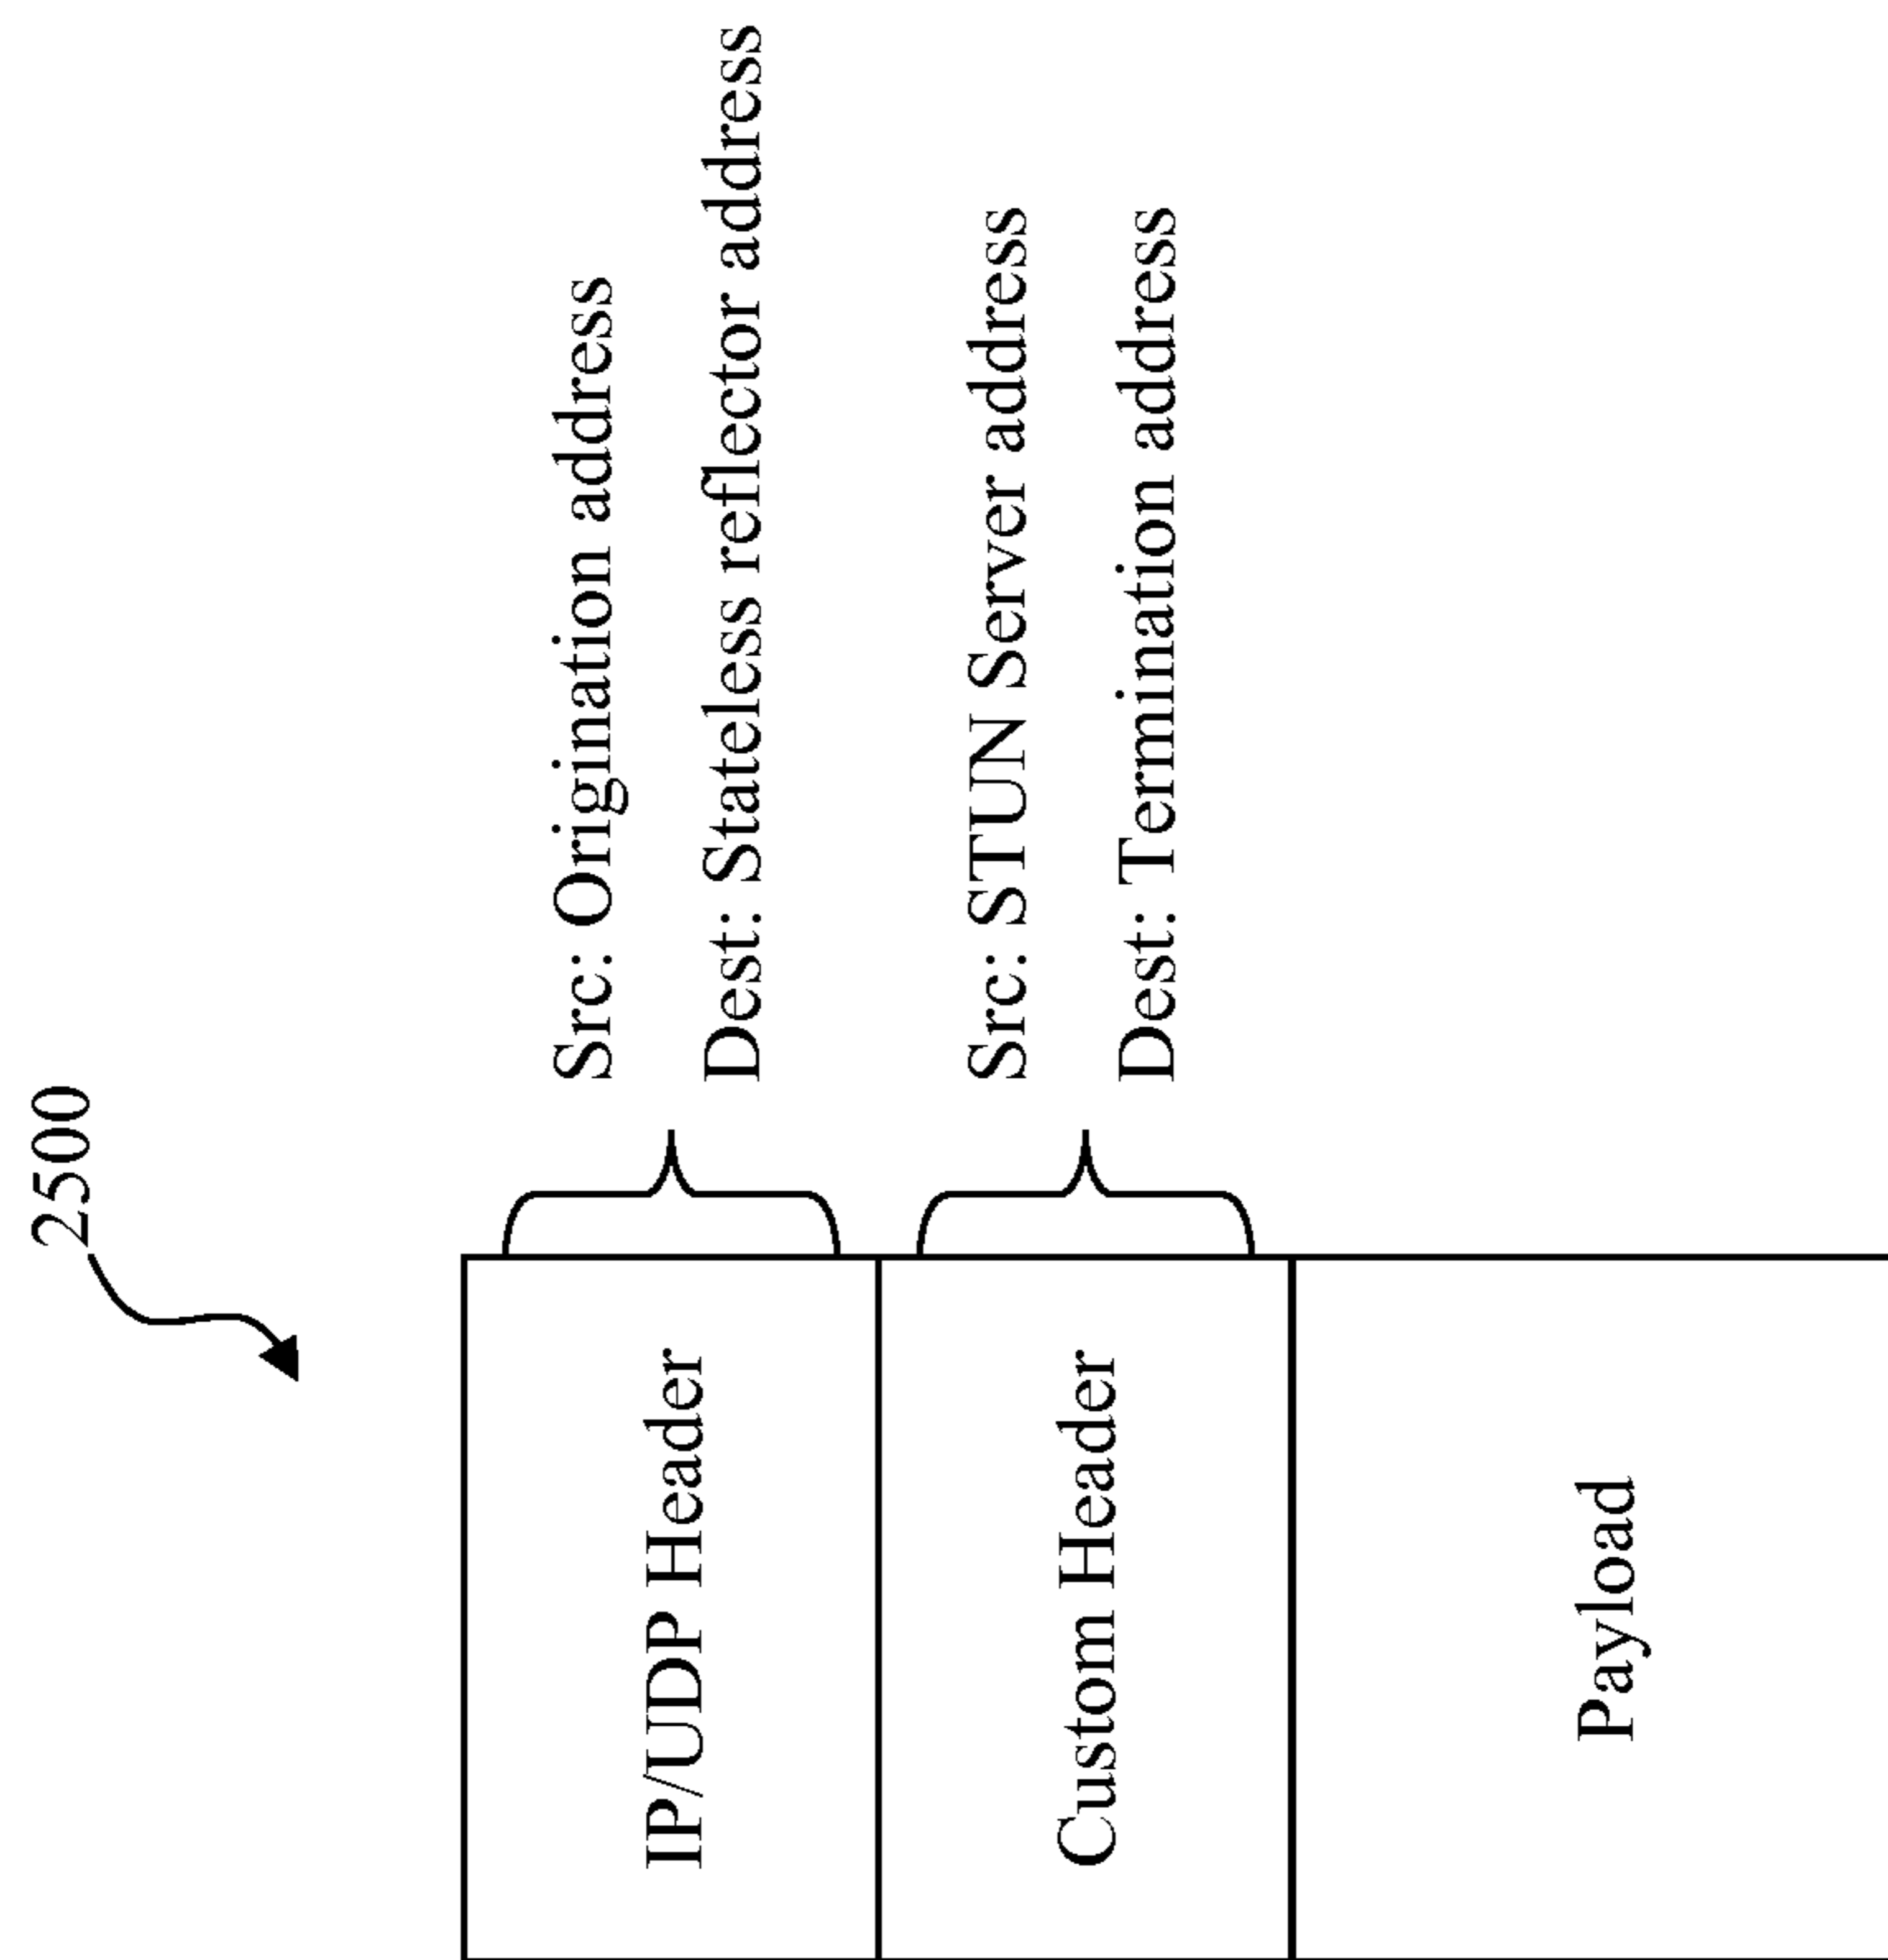 2500
IP/UDP Header
Src: Origination address
Dest: Stateless reflector address
Custom Header
Src: STUN Server address
Dest: Termination address
Payload